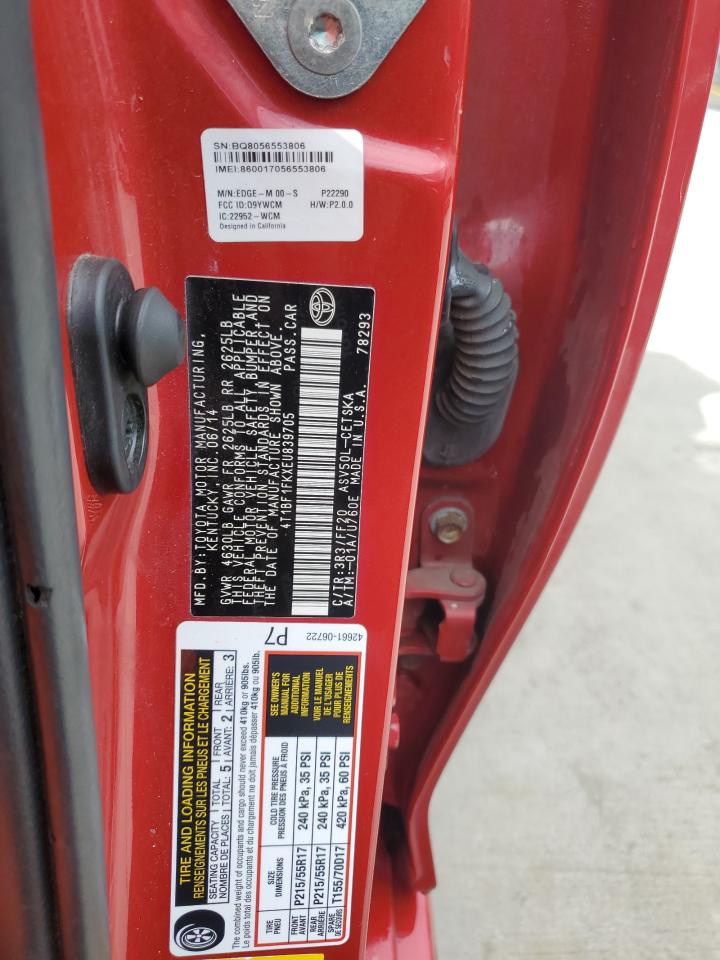 SN:BQ8056553806
IMEI:860017056553806
M/N:EDGE-M 00-S P22290
FCC ID:O9YWCM H/W:P2.0.0
IC:22952-WCM
Designed in California
MFD.BY:TOYOTA MOTOR MANUFACTURING,
KENTUCKY, INC. 06/14
GVWR 4630LB GAWR FR 2625LB RR 2625LB
THIS VEHICLE CONFORMS TO ALL APPLICABLE
FEDERAL MOTOR VEHICLE SAFETY, BUMPER, AND
THEFT PREVENTION STANDARDS IN EFFECT ON
THE DATE OF MANUFACTURE SHOWN ABOVE.
4T1BF1FKXEU839705 PASS.CAR
C/TR:3R3/FF20 ASV50L-CETSKA
A/TM:-01A/U760E MADE IN U.S.A. 78293
TIRE AND LOADING INFORMATION
RENSEIGNEMENTS SUR LES PNEUS ET LE CHARGEMENT
SEATING CAPACITY TOTAL 5 FRONT 2 REAR 3
NOMBRE DE PLACES TOTAL: AVANT: ARRIÈRE:
The combined weight of occupants and cargo should never exceed 410kg or 905lbs.
Le poids total des occupants et du chargement ne doit jamais dépasser 410kg ou 905lb.
TIRE SIZE COLD TIRE PRESSURE
PNEU DIMENSIONS PRESSION DES PNEUS À FROID
FRONT AVANT P215/55R17 240 kPa, 35 PSI
REAR ARRIÈRE P215/55R17 240 kPa, 35 PSI
SPARE DE SECOURS T155/70D17 420 kPa, 60 PSI
SEE OWNER'S
MANUAL FOR
ADDITIONAL
INFORMATION
VOIR LE MANUEL
DE L'USAGER
POUR PLUS DE
RENSEIGNEMENTS
P7
42661-06722